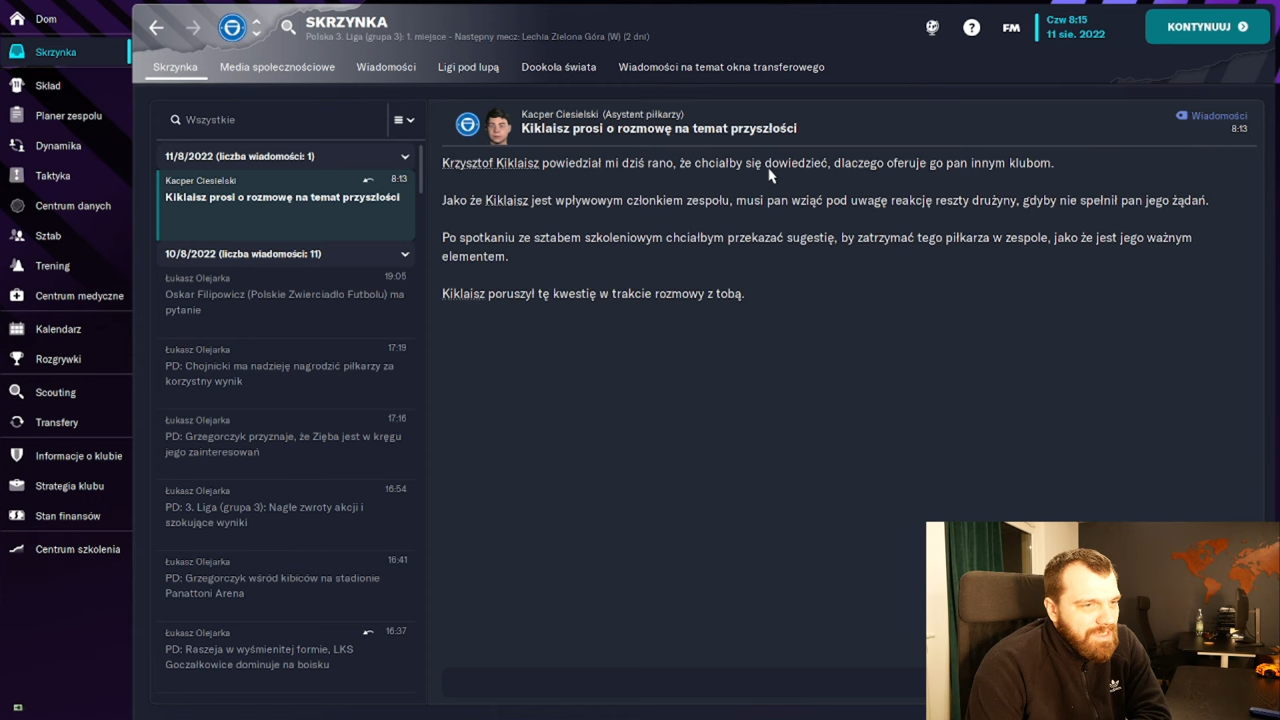 Dom
Skrzynka
Skład
Planer zespołu
Dynamika
Taktyka
Centrum danych
Sztab
Trening
Centrum medyczne
Kalendarz
Rozgrywki
Scouting
Transfery
Informacje o klubie
Strategia klubu
Stan finansów
Centrum szkolenia
SKRZYNKA
Polska 3. Liga (grupa 3): 1. miejsce - Następny mecz: Lechia Zielona Góra (W) (2 dni)
?
FM
Czw 8:15
11 sie. 2022
KONTYNUUJ
Skrzynka
Media społecznościowe
Wiadomości
Ligi pod lupą
Dookoła świata
Wiadomości na temat okna transferowego
Wszystkie
11/8/2022 (liczba wiadomości: 1)
Kacper Ciesielski
8:13
Kiklaisz prosi o rozmowę na temat przyszłości
10/8/2022 (liczba wiadomości: 11)
Łukasz Olejarka
19:05
Oskar Filipowicz (Polskie Zwierciadło Futbolu) ma
pytanie
Łukasz Olejarka
17:19
PD: Chojnicki ma nadzieję nagrodzić piłkarzy za
korzystny wynik
Łukasz Olejarka
17:16
PD: Grzegorczyk przyznaje, że Zięba jest w kręgu
jego zainteresowań
Łukasz Olejarka
16:54
PD: 3. Liga (grupa 3): Nagłe zwroty akcji i
szokujące wyniki
Łukasz Olejarka
16:41
PD: Grzegorczyk wśród kibiców na stadionie
Panattoni Arena
Łukasz Olejarka
16:37
PD: Raszeja w wyśmienitej formie, LKS
Goczałkowice dominuje na boisku
Kacper Ciesielski (Asystent piłkarzy)
Kiklaisz prosi o rozmowę na temat przyszłości
Wiadomości
8:13
Krzysztof Kiklaisz powiedział mi dziś rano, że chciałby się dowiedzieć, dlaczego oferuje go pan innym klubom.
Jako że Kiklaisz jest wpływowym członkiem zespołu, musi pan wziąć pod uwagę reakcję reszty drużyny, gdyby nie spełnił pan jego żądań.
Po spotkaniu ze sztabem szkoleniowym chciałbym przekazać sugestię, by zatrzymać tego piłkarza w zespole, jako że jest jego ważnym
elementem.
Kiklaisz poruszył tę kwestię w trakcie rozmowy z tobą.